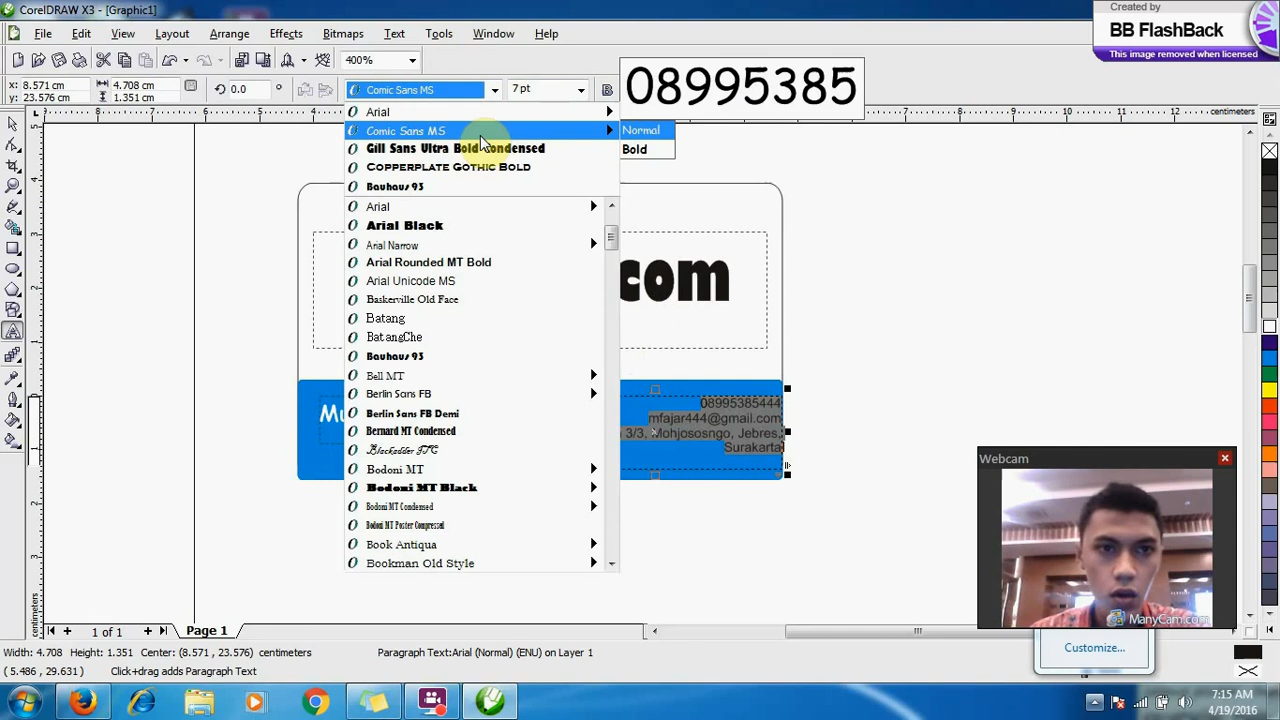 CorelDRAW X3 - [Graphic1]
Created by
BB FlashBack
This image removed when licensed
File Edit View Layout Arrange Effects Bitmaps Text Tools Window Help
400%
x: 8.571 cm
y: 23.576 cm
4.708 cm
1.351 cm
0.0
Comic Sans MS
7 pt
08995385
centimeters
Arial
Comic Sans MS
Normal
Gill Sans Ultra Bold Condensed
Bold
Copperplate Gothic Bold
Bauhaus 93
Arial
Arial Black
Arial Narrow
Arial Rounded MT Bold
Arial Unicode MS
Baskerville Old Face
Batang
BatangChe
Bauhaus 93
Bell MT
Berlin Sans FB
Berlin Sans FB Demi
Bernard MT Condensed
Blackadder ITC
Bodoni MT
Bodoni MT Black
Bodoni MT Condensed
Bodoni MT Poster Compressed
Book Antiqua
Bookman Old Style
com
Mu
08995385444
mfajar444@gmail.com
3/3, Mohjososngo, Jebres,
Surakarta
Webcam
ManyCam.com
Customize...
1 of 1
Page 1
Width: 4.708 Height: 1.351 Center: (8.571, 23.576) centimeters
Paragraph Text:Arial (Normal) (ENU) on Layer 1
(5.486 , 29.631)
Click+drag adds Paragraph Text
7:15 AM
4/19/2016